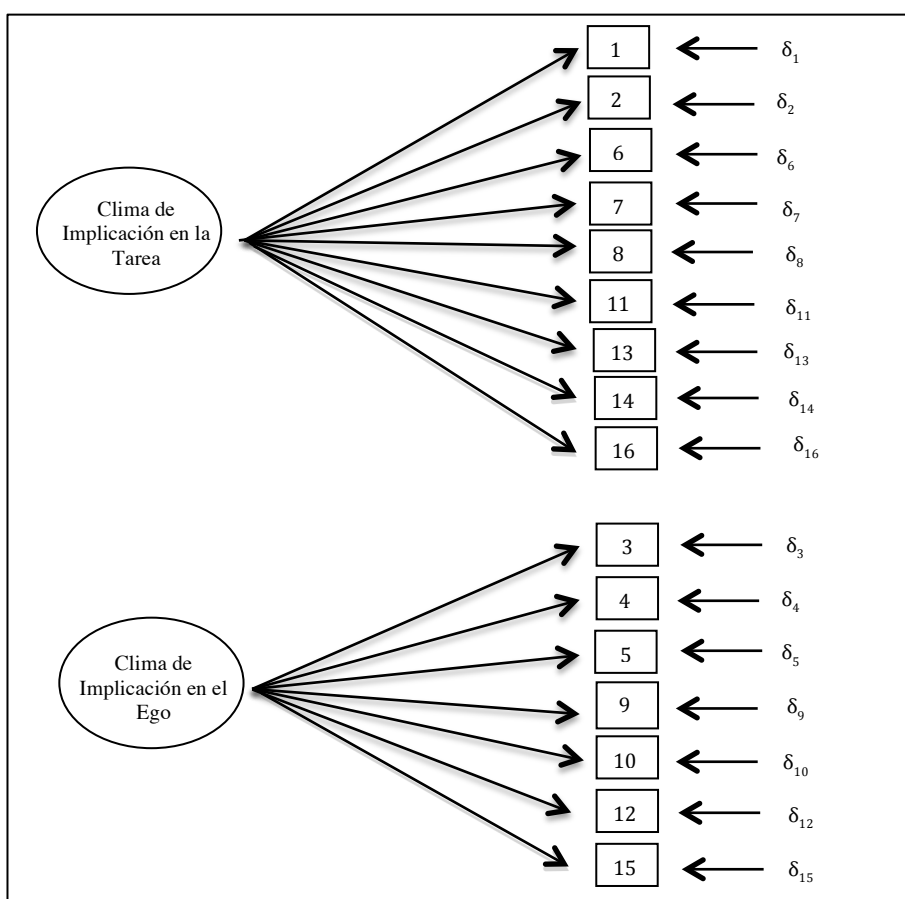 1 δ₁
2 δ₂
6 δ₆
Clima de
Implicación en la
Tarea
7 δ₇
8 δ₈
11 δ₁₁
13 δ₁₃
14 δ₁₄
16 δ₁₆
3 δ₃
4 δ₄
Clima de
Implicación en el
Ego
5 δ₅
9 δ₉
10 δ₁₀
12 δ₁₂
15 δ₁₅